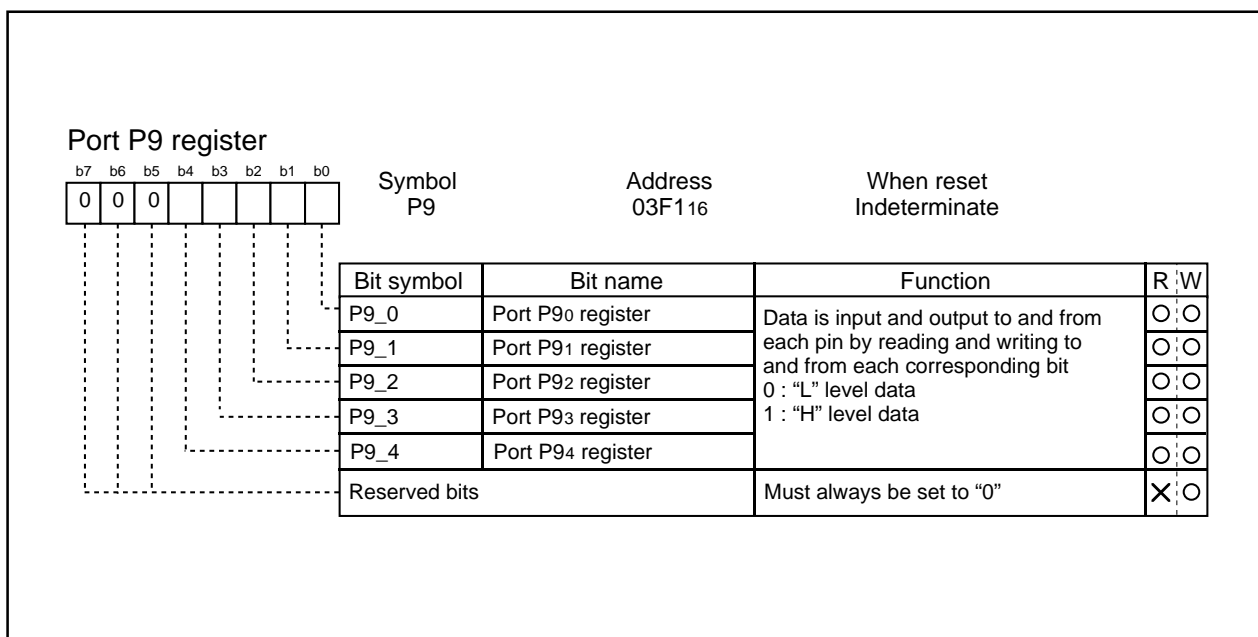 Port P9 register
b7 b6 b5 b4 b3 b2 b1 b0
0 0 0
Symbol Address When reset
P9 03F116 Indeterminate
Bit symbol Bit name Function R W
P9_0 Port P90 register
P9_1 Port P91 register
P9_2 Port P92 register
P9_3 Port P93 register
P9_4 Port P94 register
Data is input and output to and from
each pin by reading and writing to
and from each corresponding bit
0 : “L” level data
1 : “H” level data
Reserved bits Must always be set to “0”